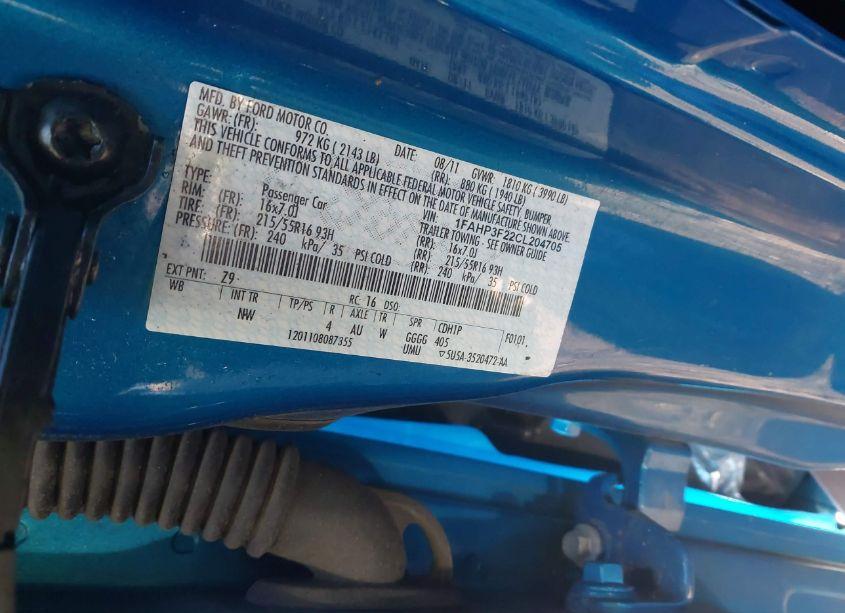 MFD. BY FORD MOTOR CO.
DATE: 08/11 GVWR: 1810 KG ( 3990 LB)
GAWR: (FR): 972 KG ( 2143 LB) (RR): 880 KG ( 1940 LB)
THIS VEHICLE CONFORMS TO ALL APPLICABLE FEDERAL MOTOR VEHICLE SAFETY, BUMPER,
AND THEFT PREVENTION STANDARDS IN EFFECT ON THE DATE OF MANUFACTURE SHOWN ABOVE.
VIN: 1FAHP3F22CL204705
TYPE: Passenger Car TRAILER TOWING - SEE OWNER GUIDE
RIM: (FR): 16x7.0J (RR): 16x7.0J
TIRE: (FR): 215/55R16 93H (RR): 215/55R16 93H
PRESSURE: (FR): 240 kPa/ 35 PSI COLD (RR): 240 kPa/ 35 PSI COLD
EXT PNT: Z9 RC: 16 DSO:
WB INT TR TP/PS R AXLE TR SPR CDH1P F0101.
NW 4 AU W GGGG 405
UMU
1201108087355 ▽5U5A-3520472-AA